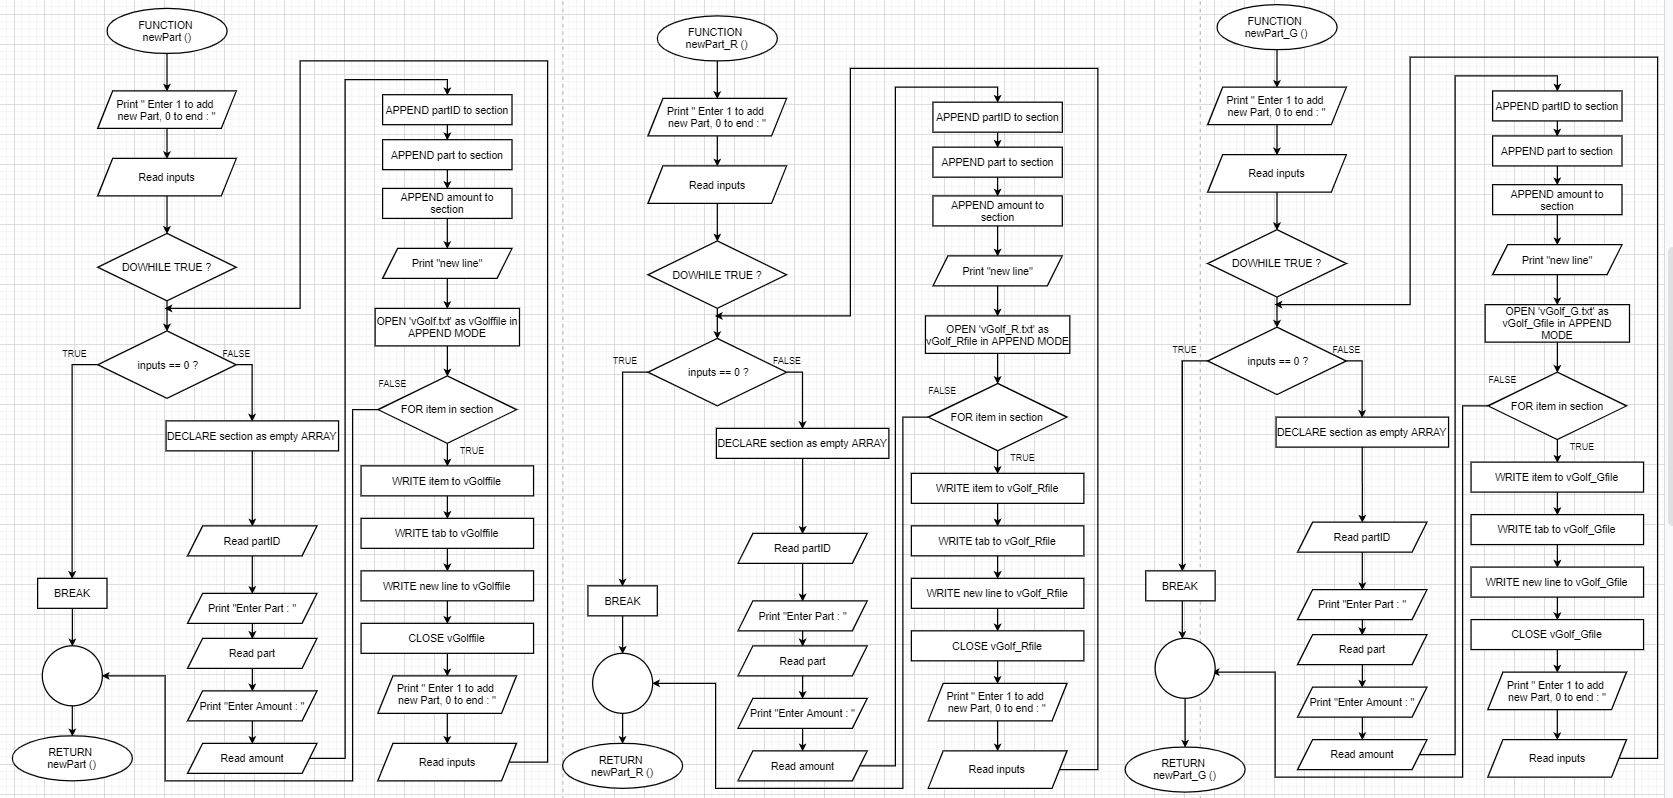 FUNCTION
newPart ()
Print " Enter 1 to add
new Part, 0 to end : "
Read inputs
DOWHILE TRUE ?
inputs == 0 ?
TRUE
FALSE
DECLARE section as empty ARRAY
Read partID
Print "Enter Part : "
Read part
Print "Enter Amount : "
Read amount
BREAK
RETURN
newPart ()
APPEND partID to section
APPEND part to section
APPEND amount to
section
Print "new line"
OPEN 'vGolf.txt' as vGolffile in
APPEND MODE
FALSE
FOR item in section
TRUE
WRITE item to vGolffile
WRITE tab to vGolffile
WRITE new line to vGolffile
CLOSE vGolffile
Print " Enter 1 to add
new Part, 0 to end : "
Read inputs
FUNCTION
newPart_R ()
Print " Enter 1 to add
new Part, 0 to end : "
Read inputs
DOWHILE TRUE ?
inputs == 0 ?
TRUE
FALSE
DECLARE section as empty ARRAY
Read partID
Print "Enter Part : "
Read part
Print "Enter Amount : "
Read amount
BREAK
RETURN
newPart_R ()
APPEND partID to section
APPEND part to section
APPEND amount to
section
Print "new line"
OPEN 'vGolf_R.txt' as
vGolf_Rfile in APPEND MODE
FALSE
FOR item in section
TRUE
WRITE item to vGolf_Rfile
WRITE tab to vGolf_Rfile
WRITE new line to vGolf_Rfile
CLOSE vGolf_Rfile
Print " Enter 1 to add
new Part, 0 to end : "
Read inputs
FUNCTION
newPart_G ()
Print " Enter 1 to add
new Part, 0 to end : "
Read inputs
DOWHILE TRUE ?
inputs == 0 ?
TRUE
FALSE
DECLARE section as empty ARRAY
Read partID
Print "Enter Part : "
Read part
Print "Enter Amount : "
Read amount
BREAK
RETURN
newPart_G ()
APPEND partID to section
APPEND part to section
APPEND amount to
section
Print "new line"
OPEN 'vGolf_G.txt' as
vGolf_Gfile in APPEND
MODE
FALSE
FOR item in section
TRUE
WRITE item to vGolf_Gfile
WRITE tab to vGolf_Gfile
WRITE new line to vGolf_Gfile
CLOSE vGolf_Gfile
Print " Enter 1 to add
new Part, 0 to end : "
Read inputs